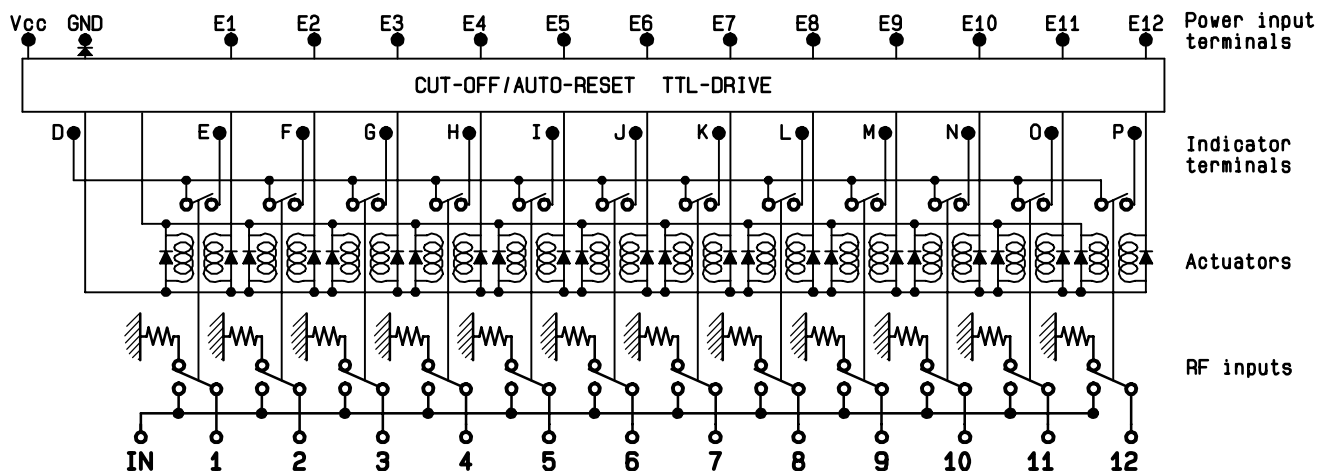 Vcc GND E1 E2 E3 E4 E5 E6 E7 E8 E9 E10 E11 E12 Power input
terminals
CUT-OFF/AUTO-RESET TTL-DRIVE
D E F G H I J K L M N O P Indicator
terminals
Actuators
RF inputs
IN 1 2 3 4 5 6 7 8 9 10 11 12